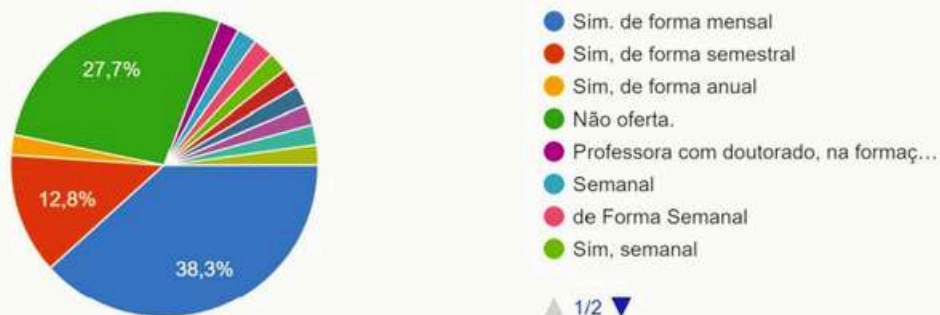 27,7%
12,8%
38,3%
Sim. de forma mensal
Sim, de forma semestral
Sim, de forma anual
Não oferta.
Professora com doutorado, na formaç...
Semanal
de Forma Semanal
Sim, semanal
1/2